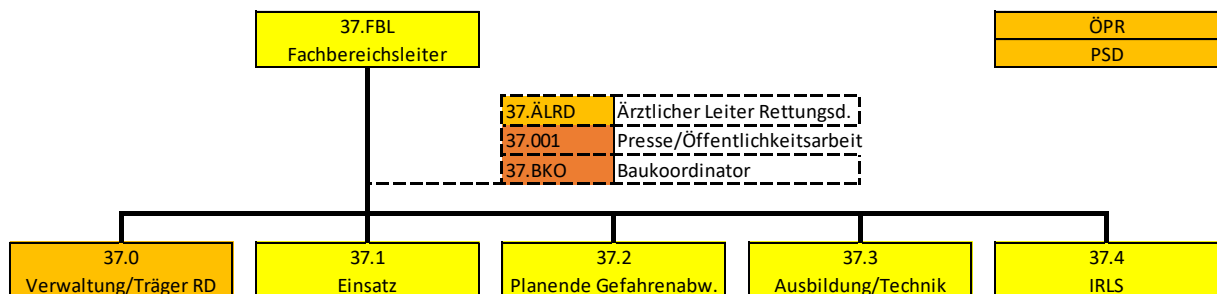 37.FBL
Fachbereichsleiter
ÖPR
PSD
37.ÄLRD Ärztlicher Leiter Rettungsd.
37.001 Presse/Öffentlichkeitsarbeit
37.BKO Baukoordinator
37.0
Verwaltung/Träger RD
37.1
Einsatz
37.2
Planende Gefahrenabw.
37.3
Ausbildung/Technik
37.4
IRLS